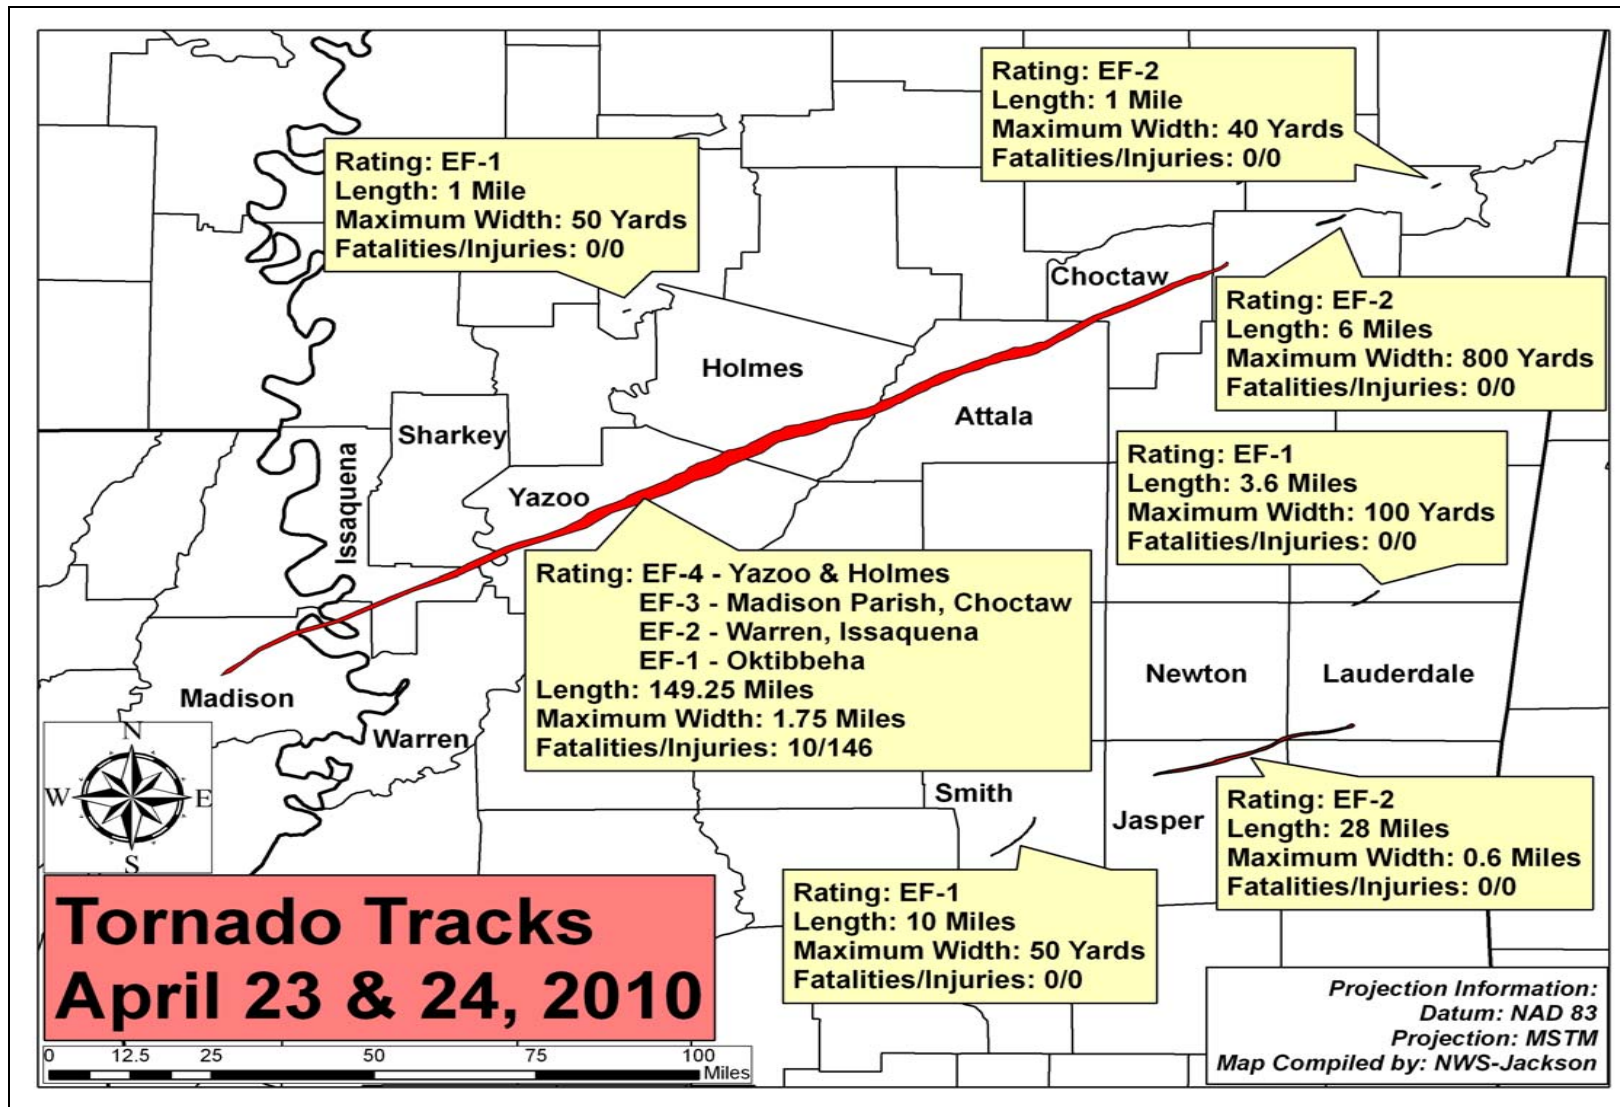 Rating: EF-2
Length: 1 Mile
Maximum Width: 40 Yards
Fatalities/Injuries: 0/0
Rating: EF-1
Length: 1 Mile
Maximum Width: 50 Yards
Fatalities/Injuries: 0/0
Choctaw
Rating: EF-2
Length: 6 Miles
Maximum Width: 800 Yards
Fatalities/Injuries: 0/0
Holmes
Attala
Sharkey
Issaquena
Yazoo
Rating: EF-1
Length: 3.6 Miles
Maximum Width: 100 Yards
Fatalities/Injuries: 0/0
Rating: EF-4 - Yazoo & Holmes
EF-3 - Madison Parish, Choctaw
EF-2 - Warren, Issaquena
EF-1 - Oktibbeha
Length: 149.25 Miles
Maximum Width: 1.75 Miles
Fatalities/Injuries: 10/146
Madison
Warren
Newton
Lauderdale
Smith
Jasper
Rating: EF-2
Length: 28 Miles
Maximum Width: 0.6 Miles
Fatalities/Injuries: 0/0
Rating: EF-1
Length: 10 Miles
Maximum Width: 50 Yards
Fatalities/Injuries: 0/0
N
W E
S
Tornado Tracks
April 23 & 24, 2010
0 12.5 25 50 75 100
Miles
Projection Information:
Datum: NAD 83
Projection: MSTM
Map Compiled by: NWS-Jackson